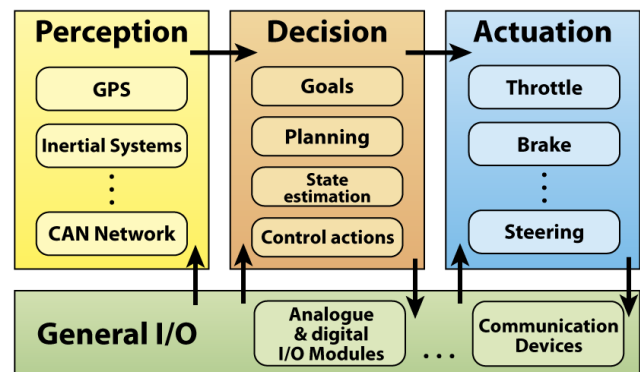 Perception
GPS
Inertial Systems
CAN Network
Decision
Goals
Planning
State
estimation
Control actions
Actuation
Throttle
Brake
Steering
General I/O
Analogue
& digital
I/O Modules
...
Communication
Devices